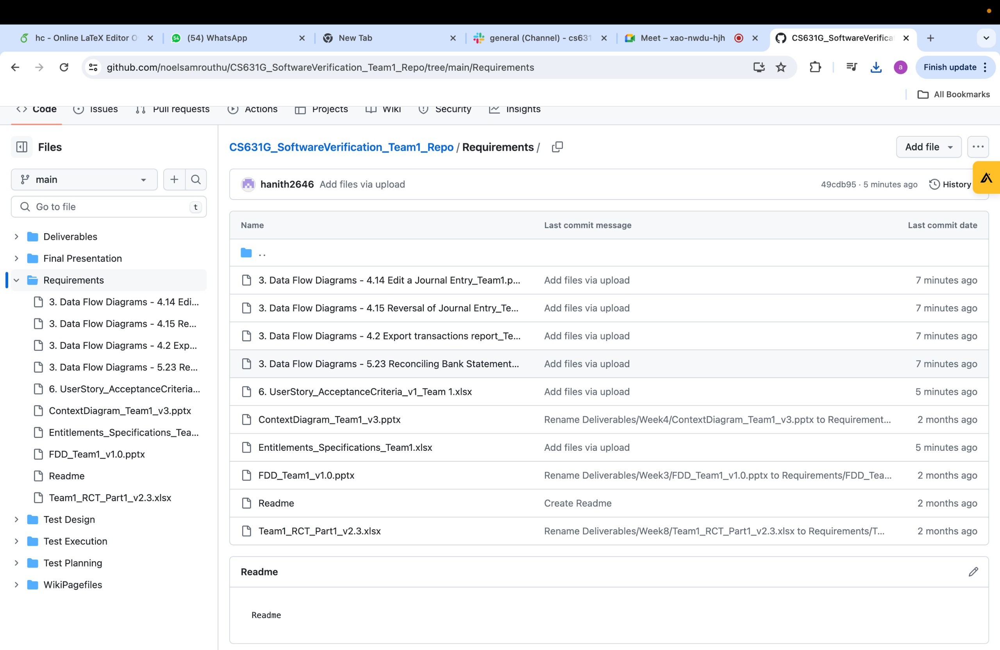 hc - Online LaTeX Editor O
54
(54) WhatsApp
New Tab
general (Channel) - cs631
Meet – xao-nwdu-hjh
CS631G_SoftwareVerifica
github.com/noelsamrouthu/CS631G_SoftwareVerification_Team1_Repo/tree/main/Requirements
a
Finish update
All Bookmarks
Code
Issues
Pull requests
Actions
Projects
Wiki
Security
Insights
Files
main
Go to file
t
Deliverables
Final Presentation
Requirements
3. Data Flow Diagrams - 4.14 Edi...
3. Data Flow Diagrams - 4.15 Re...
3. Data Flow Diagrams - 4.2 Exp...
3. Data Flow Diagrams - 5.23 Re...
6. UserStory_AcceptanceCriteria...
ContextDiagram_Team1_v3.pptx
Entitlements_Specifications_Tea...
FDD_Team1_v1.0.pptx
Readme
Team1_RCT_Part1_v2.3.xlsx
Test Design
Test Execution
Test Planning
WikiPagefiles
CS631G_SoftwareVerification_Team1_Repo / Requirements /
Add file
hanith2646 Add files via upload
49cdb95 · 5 minutes ago
History
Name Last commit message Last commit date
..
3. Data Flow Diagrams - 4.14 Edit a Journal Entry_Team1.p... Add files via upload 7 minutes ago
3. Data Flow Diagrams - 4.15 Reversal of Journal Entry_Te... Add files via upload 7 minutes ago
3. Data Flow Diagrams - 4.2 Export transactions report_Te... Add files via upload 7 minutes ago
3. Data Flow Diagrams - 5.23 Reconciling Bank Statement... Add files via upload 7 minutes ago
6. UserStory_AcceptanceCriteria_v1_Team 1.xlsx Add files via upload 5 minutes ago
ContextDiagram_Team1_v3.pptx Rename Deliverables/Week4/ContextDiagram_Team1_v3.pptx to Requirement... 2 months ago
Entitlements_Specifications_Team1.xlsx Add files via upload 5 minutes ago
FDD_Team1_v1.0.pptx Rename Deliverables/Week3/FDD_Team1_v1.0.pptx to Requirements/FDD_Tea... 2 months ago
Readme Create Readme 2 months ago
Team1_RCT_Part1_v2.3.xlsx Rename Deliverables/Week8/Team1_RCT_Part1_v2.3.xlsx to Requirements/T... 2 months ago
Readme
Readme